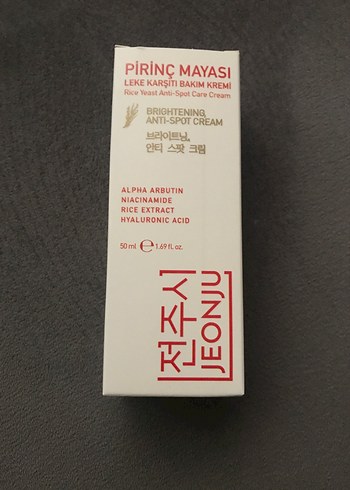 PİRİNÇ MAYASI
LEKE KARŞITI BAKIM KREMİ
Rice Yeast Anti-Spot Care Cream
BRIGHTENING,
ANTI-SPOT CREAM
브라이트닝,
안티 스팟 크림
ALPHA ARBUTIN
NIACINAMIDE
RICE EXTRACT
HYALURONIC ACID
50 ml ℮ 1.69 fl. oz.
전주시
JEONJU